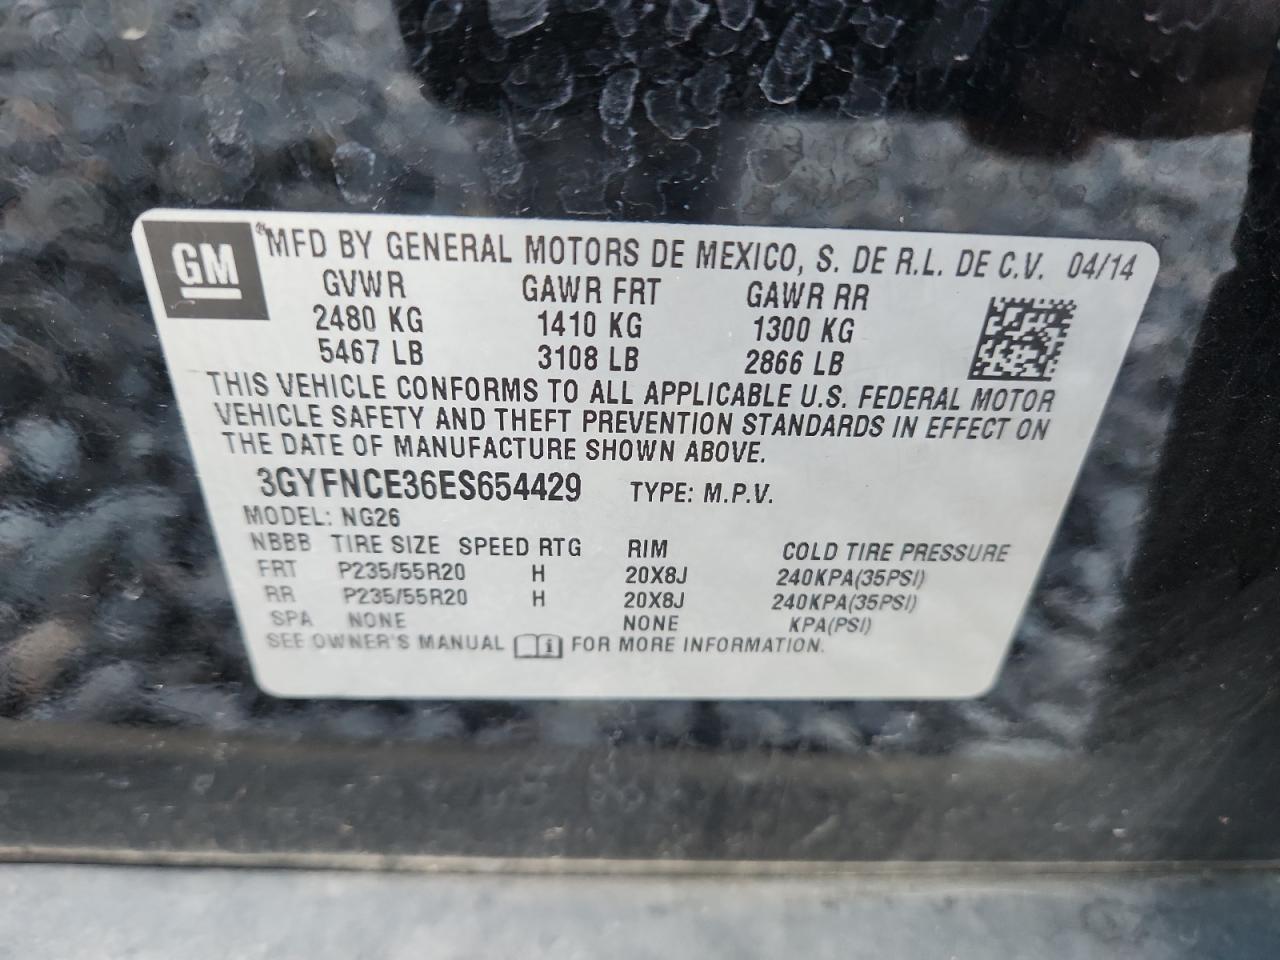 GM MFD BY GENERAL MOTORS DE MEXICO, S. DE R.L. DE C.V. 04/14
GVWR GAWR FRT GAWR RR
2480 KG 1410 KG 1300 KG
5467 LB 3108 LB 2866 LB
THIS VEHICLE CONFORMS TO ALL APPLICABLE U.S. FEDERAL MOTOR
VEHICLE SAFETY AND THEFT PREVENTION STANDARDS IN EFFECT ON
THE DATE OF MANUFACTURE SHOWN ABOVE.
3GYFNCE36ES654429 TYPE: M.P.V.
MODEL: NG26
NBBB TIRE SIZE SPEED RTG RIM COLD TIRE PRESSURE
FRT P235/55R20 H 20X8J 240KPA(35PSI)
RR P235/55R20 H 20X8J 240KPA(35PSI)
SPA NONE NONE KPA(PSI)
SEE OWNER'S MANUAL i FOR MORE INFORMATION.